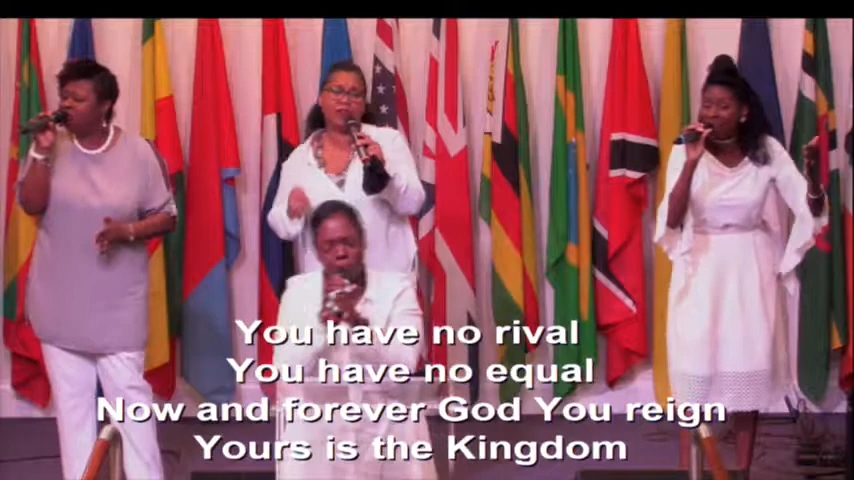 You have no rival
You have no equal
Now and forever God You reign
Yours is the Kingdom